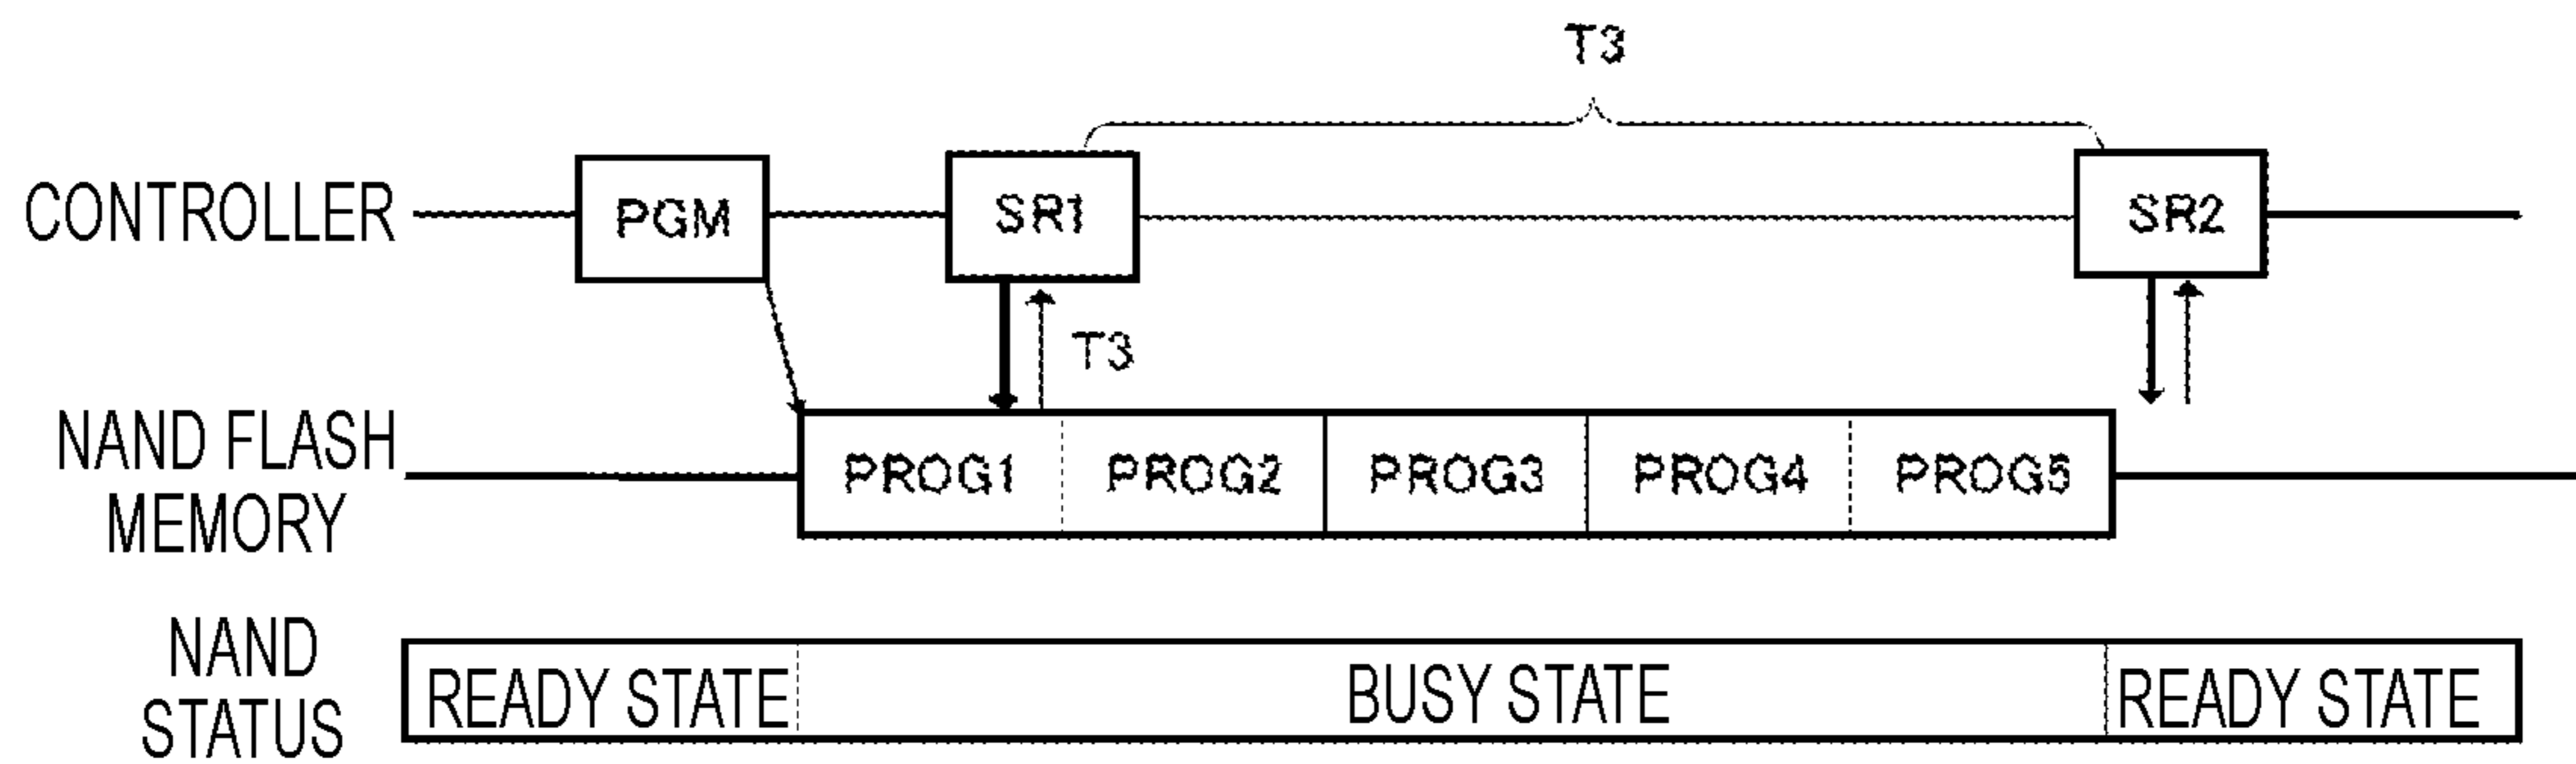 T3
CONTROLLER
PGM
SR1
SR2
T3
NAND FLASH
MEMORY
PROG1
PROG2
PROG3
PROG4
PROG5
NAND
STATUS
READY STATE
BUSY STATE
READY STATE